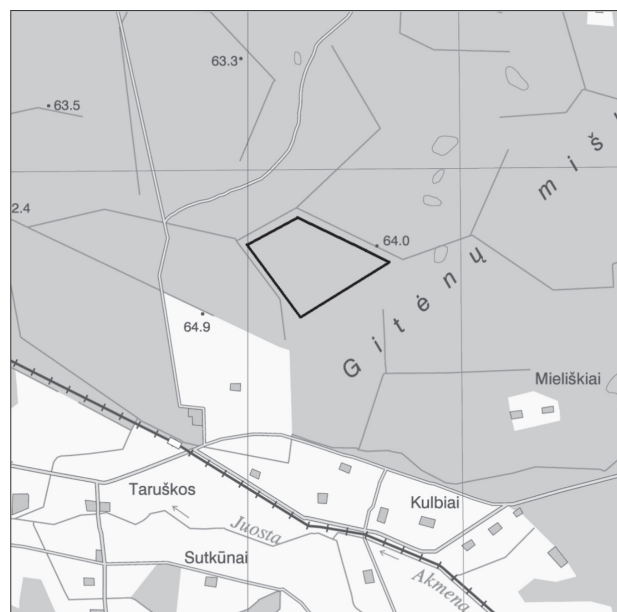 63.3
63.5
miš
2.4
64.0
Gitėnų
64.9
Mieliškiai
Taruškos
Kulbiai
Juosta
Sutkūnai
Akmena